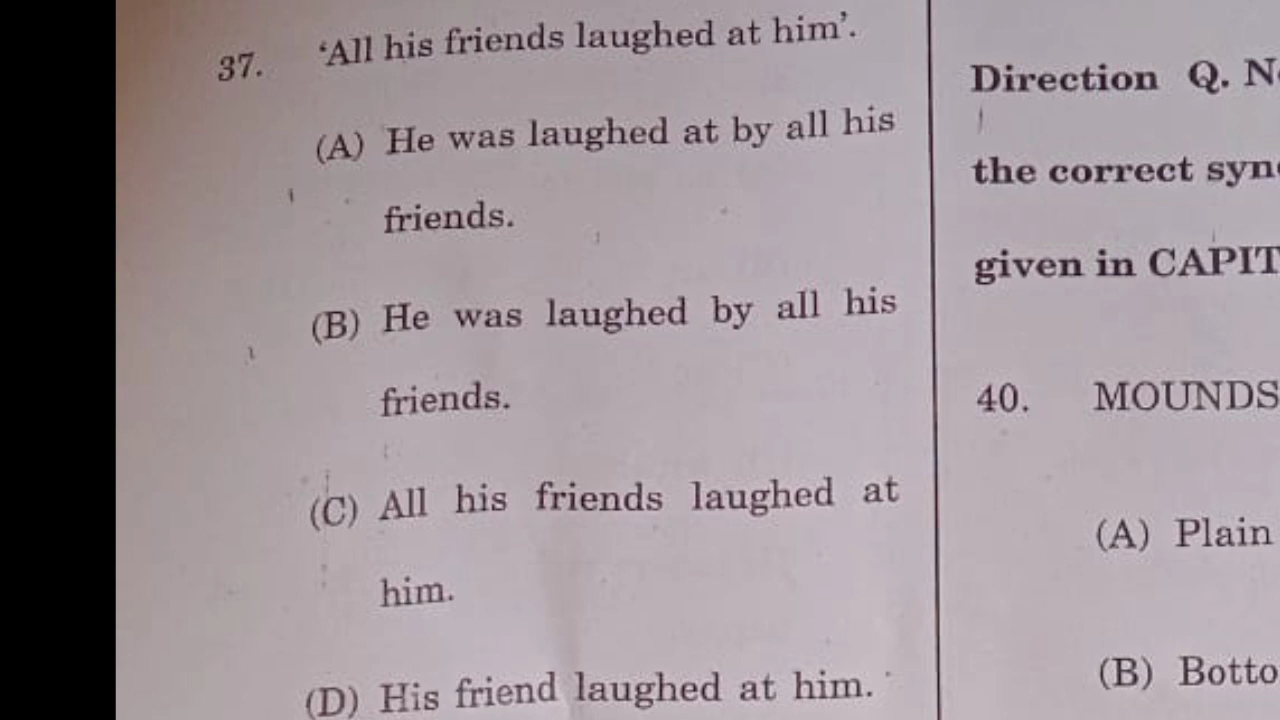 37. ‘All his friends laughed at him’.
(A) He was laughed at by all his
friends.
(B) He was laughed by all his
friends.
(C) All his friends laughed at
him.
(D) His friend laughed at him.
Direction Q.
the correct
given in
40. MOUNDS
(A) Plain
(B)